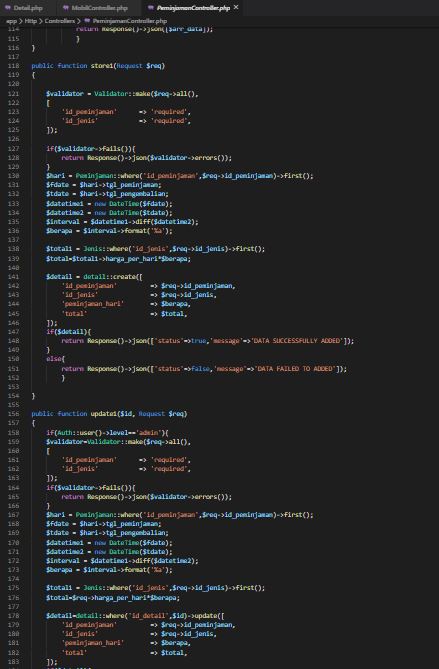 Detail.php MobilController.php PeminjamanController.php ×
app > Http > Controllers > PeminjamanController.php
114 return Response()->json([$arr_data]);
115 }
116 }
117
118 public function store1(Request $req)
119 {
120
121 $validator = Validator::make($req->all(),
122 [
123 'id_peminjaman' => 'required',
124 'id_jenis' => 'required',
125 ]);
126
127 if($validator->fails()){
128 return Response()->json($validator->errors());
129 }
130 $hari = Peminjaman::where('id_peminjaman',$req->id_peminjaman)->first();
131 $fdate = $hari->tgl_peminjaman;
132 $tdate = $hari->tgl_pengembalian;
133 $datetime1 = new DateTime($fdate);
134 $datetime2 = new DateTime($tdate);
135 $interval = $datetime1->diff($datetime2);
136 $berapa = $interval->format('%a');
137
138 $total1 = Jenis::where('id_jenis',$req->id_jenis)->first();
139 $total=$total1->harga_per_hari*$berapa;
140
141 $detail = detail::create([
142 'id_peminjaman' => $req->id_peminjaman,
143 'id_jenis' => $req->id_jenis,
144 'peminjaman_hari' => $berapa,
145 'total' => $total,
146 ]);
147 if($detail){
148 return Response()->json(['status'=>true,'message'=>'DATA SUCCESSFULLY ADDED']);
149 }
150 else{
151 return Response()->json(['status'=>false,'message'=>'DATA FAILED TO ADDED']);
152 }
153
154 }
155
156 public function update1($id, Request $req)
157 {
158 if(Auth::user()->level=='admin'){
159 $validator=Validator::make($req->all(),
160 [
161 'id_peminjaman' => 'required',
162 'id_jenis' => 'required',
163 ]);
164 if($validator->fails()){
165 return Response()->json($validator->errors());
166 }
167 $hari = Peminjaman::where('id_peminjaman',$req->id_peminjaman)->first();
168 $fdate = $hari->tgl_peminjaman;
169 $tdate = $hari->tgl_pengembalian;
170 $datetime1 = new DateTime($fdate);
171 $datetime2 = new DateTime($tdate);
172 $interval = $datetime1->diff($datetime2);
173 $berapa = $interval->format('%a');
174
175 $total1 = Jenis::where('id_jenis',$req->id_jenis)->first();
176 $total=$req->harga_per_hari*$berapa;
177
178 $detail=detail::where('id_detail',$id)->update([
179 'id_peminjaman' => $req->id_peminjaman,
180 'id_jenis' => $req->id_jenis,
181 'peminjaman_hari' => $berapa,
182 'total' => $total,
183 ]);